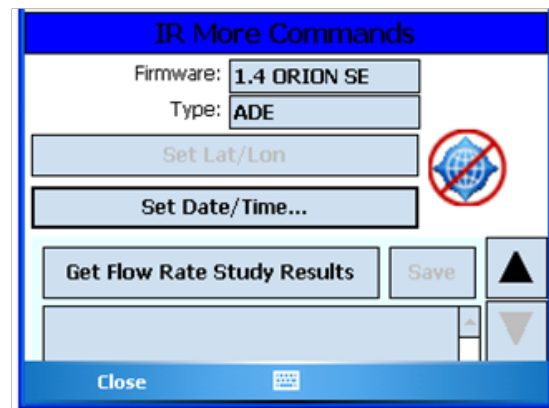 IR More Commands
Firmware: 1.4 ORION SE
Type: ADE
Set Lat/Lon
Set Date/Time...
Get Flow Rate Study Results Save
Close